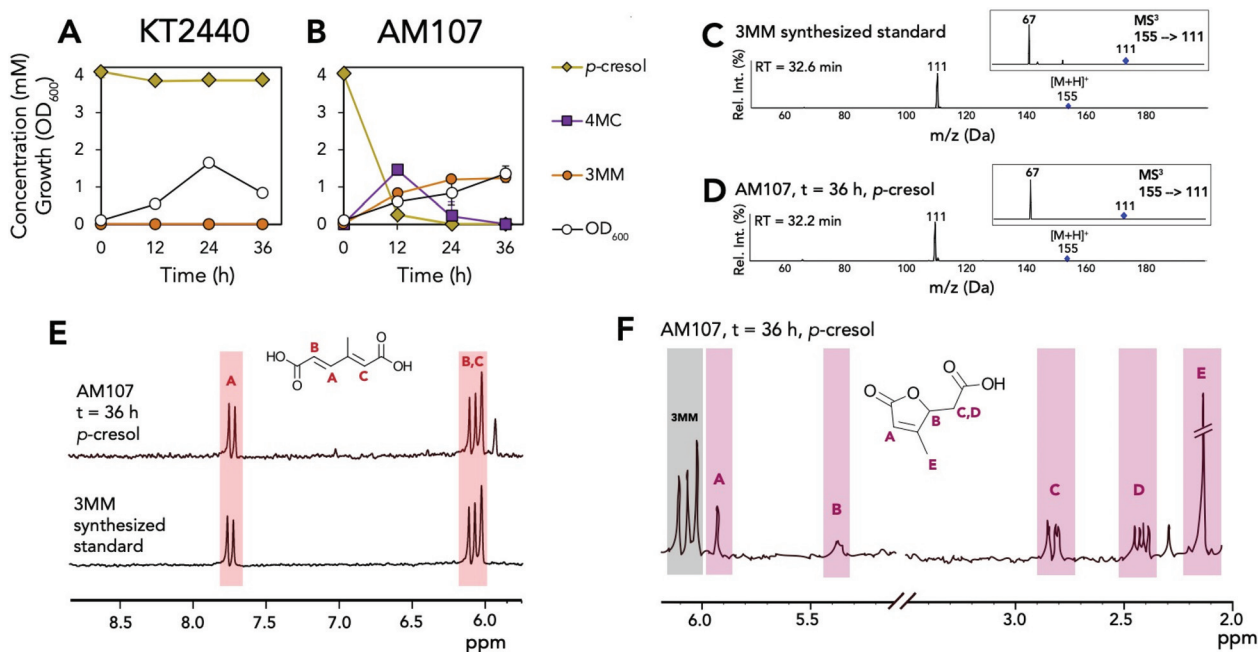 A KT2440
B AM107
Concentration (mM)
Growth (OD600)
4
3
2
1
0
0 12 24 36
Time (h)
4
3
2
1
0
0 12 24 36
Time (h)
p-cresol
4MC
3MM
OD600
C 3MM synthesized standard
RT = 32.6 min
Rel. Int. (%)
111
67
MS3
155 --> 111
111
[M+H]+
155
60 80 100 120 140 160 180
m/z (Da)
D AM107, t = 36 h, p-cresol
RT = 32.2 min
Rel. Int. (%)
111
67
MS3
155 --> 111
111
[M+H]+
155
60 80 100 120 140 160 180
m/z (Da)
E
AM107
t = 36 h
p-cresol
3MM
synthesized
standard
A
B,C
HO
O
B
A
C
O
OH
8.5 8.0 7.5 7.0 6.5 6.0
ppm
F AM107, t = 36 h, p-cresol
3MM
A
B
C
D
E
O
O
O
OH
A
B
C,D
E
6.0 5.5 3.0 2.5 2.0
ppm